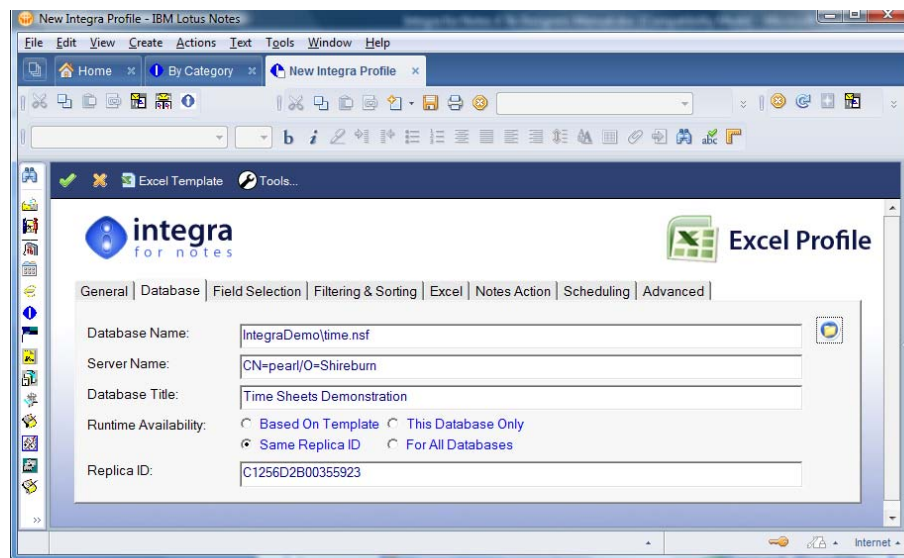 New Integra Profile - IBM Lotus Notes
File Edit View Create Actions Text Tools Window Help
Home By Category New Integra Profile
b i abc
Excel Template Tools...
integra
for notes
Excel Profile
General Database Field Selection Filtering & Sorting Excel Notes Action Scheduling Advanced
Database Name: IntegraDemo\time.nsf
Server Name: CN=pearl/O=Shireburn
Database Title: Time Sheets Demonstration
Runtime Availability: Based On Template This Database Only
Same Replica ID For All Databases
Replica ID: C1256D2B00355923
Internet